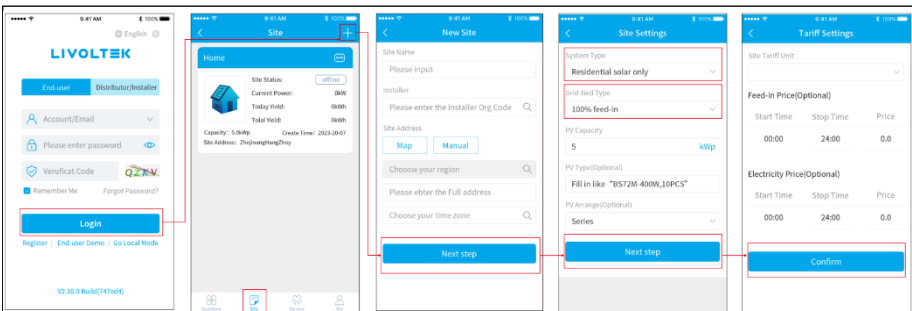 9:41 AM
100%
English
LIVOLTEK
End-user
Distributor/Installer
Account/Email
Please enter password
Veruficat Code
QZKV
Remember Me
Forgot Password?
Login
Register | End-user Demo | Go Local Mode
V2.10.0 Build(747od4)
9:41 AM
100%
Site
Home
Site Status:
offline
Current Power:
0kW
Today Yield:
0kWh
Total Yield:
0kWh
Capacity: 5.0kWp
Create Time: 2023-10-07
Site Address: ZhejinangHangZhoy
Site
Service
Me
9:41 AM
100%
New Site
Site Name
Please input
Installer
Please enter the Installer Org Code
Site Address
Map
Manual
Choowse your region
Please ebter the Full address
Choose your time zone
Next step
9:41 AM
100%
Site Settings
System Type
Residential solar only
Grid-tied Type
100% feed-in
PV Capacity
5
kWp
PV Type(Optional)
Fill in like "BS72M-400W,10PCS"
PV Arrange(Optional)
Series
Next step
9:41 AM
100%
Tariff Settings
Site Tariff Unit
Feed-in Price(Optional)
Start Time
Stop Time
Price
00:00
24:00
0.0
Electricity Price(Optional)
Start Time
Stop Time
Price
00:00
24:00
0.0
Confirm